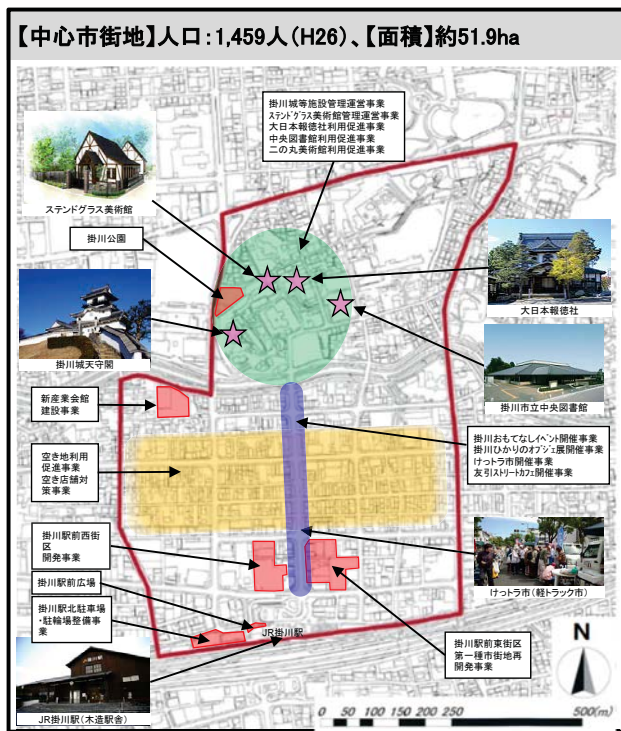 【中心市街地】人口：1,459人(H26)、【面積】約51.9ha
掛川城等施設管理運営事業
ステンドグラス美術館管理運営事業
大日本報徳社利用促進事業
中央図書館利用促進事業
二の丸美術館利用促進事業
ステンドグラス美術館
掛川公園
大日本報徳社
掛川城天守閣
掛川市立中央図書館
新産業会館
建設事業
空き地利用
促進事業
空き店舗対
策事業
掛川おもてなしイベント開催事業
掛川ひかりのオブジェ展開催事業
けっトラ市開催事業
友引ストリートカフェ開催事業
掛川駅前西街
区
開発事業
けっトラ市（軽トラック市）
掛川駅前広場
掛川駅北駐車場
・駐輪場整備事
業
JR掛川駅
掛川駅前東街区
第一種市街地再
開発事業
N
JR掛川駅（木造駅舎）
0 50 100 150 200 250 500(m)